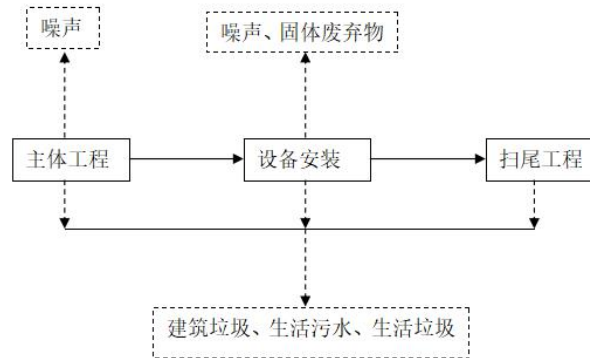 噪声
噪声、固体废弃物
主体工程
设备安装
扫尾工程
建筑垃圾、生活污水、生活垃圾